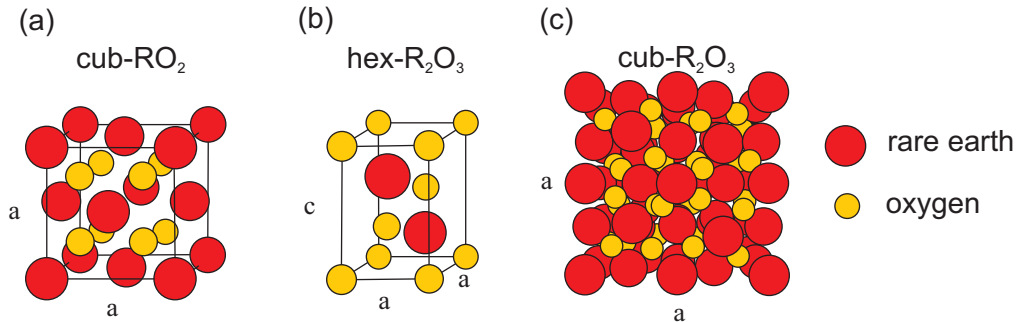 (a)
cub-RO₂
a
a
(b)
hex-R₂O₃
c
a
a
(c)
cub-R₂O₃
a
a
rare earth
oxygen